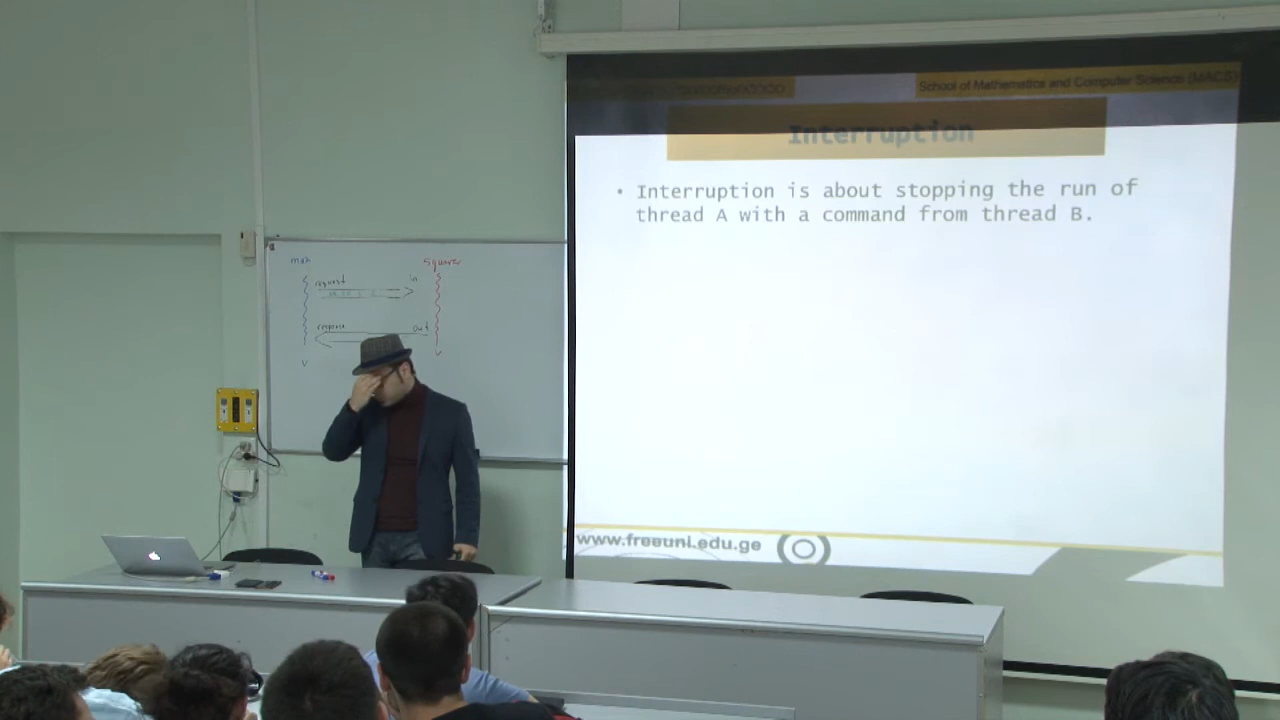 School of Mathematics and Computer Science (MACS)
Interruption
• Interruption is about stopping the run of
thread A with a command from thread B.
www.freeuni.edu.ge
main
squarer
request
in
response
out